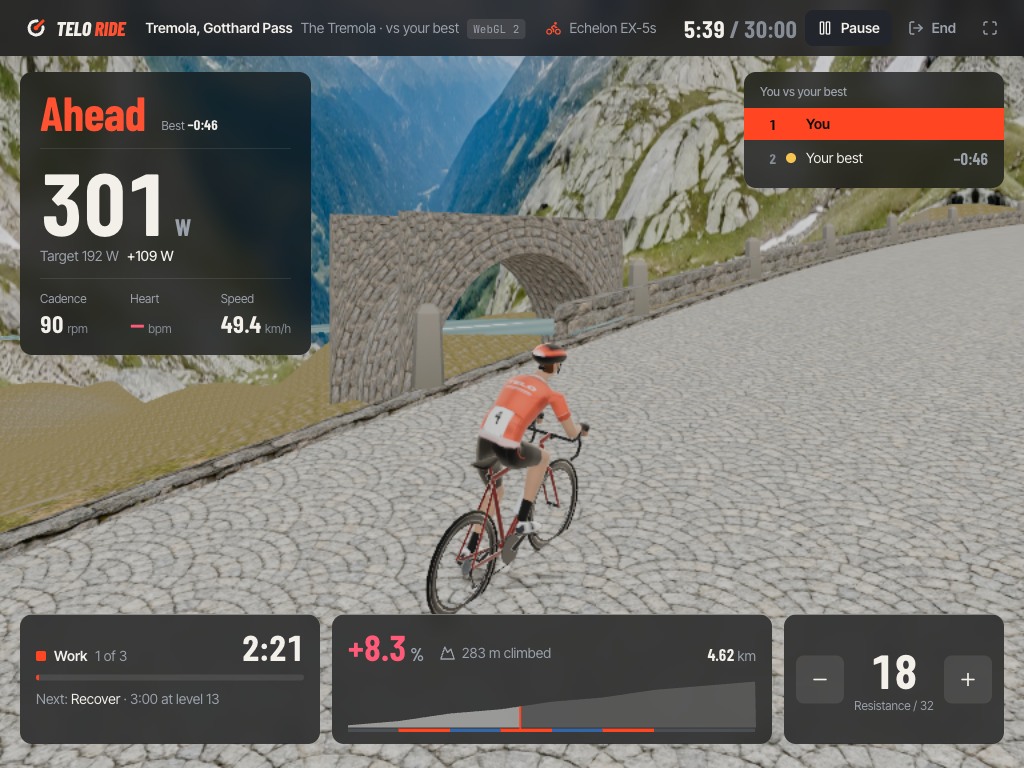 TELO RIDE Tremola, Gotthard Pass The Tremola · vs your best WebGL 2 Echelon EX-5s 5:39 / 30:00 Pause End
Ahead Best −0:46
301 W
Target 192 W +109 W
Cadence Heart Speed
90 rpm – bpm 49.4 km/h
You vs your best
1 You
2 Your best −0:46
Work 1 of 3 2:21
Next: Recover · 3:00 at level 13
+8.3 % 283 m climbed 4.62 km
− 18 +
Resistance / 32